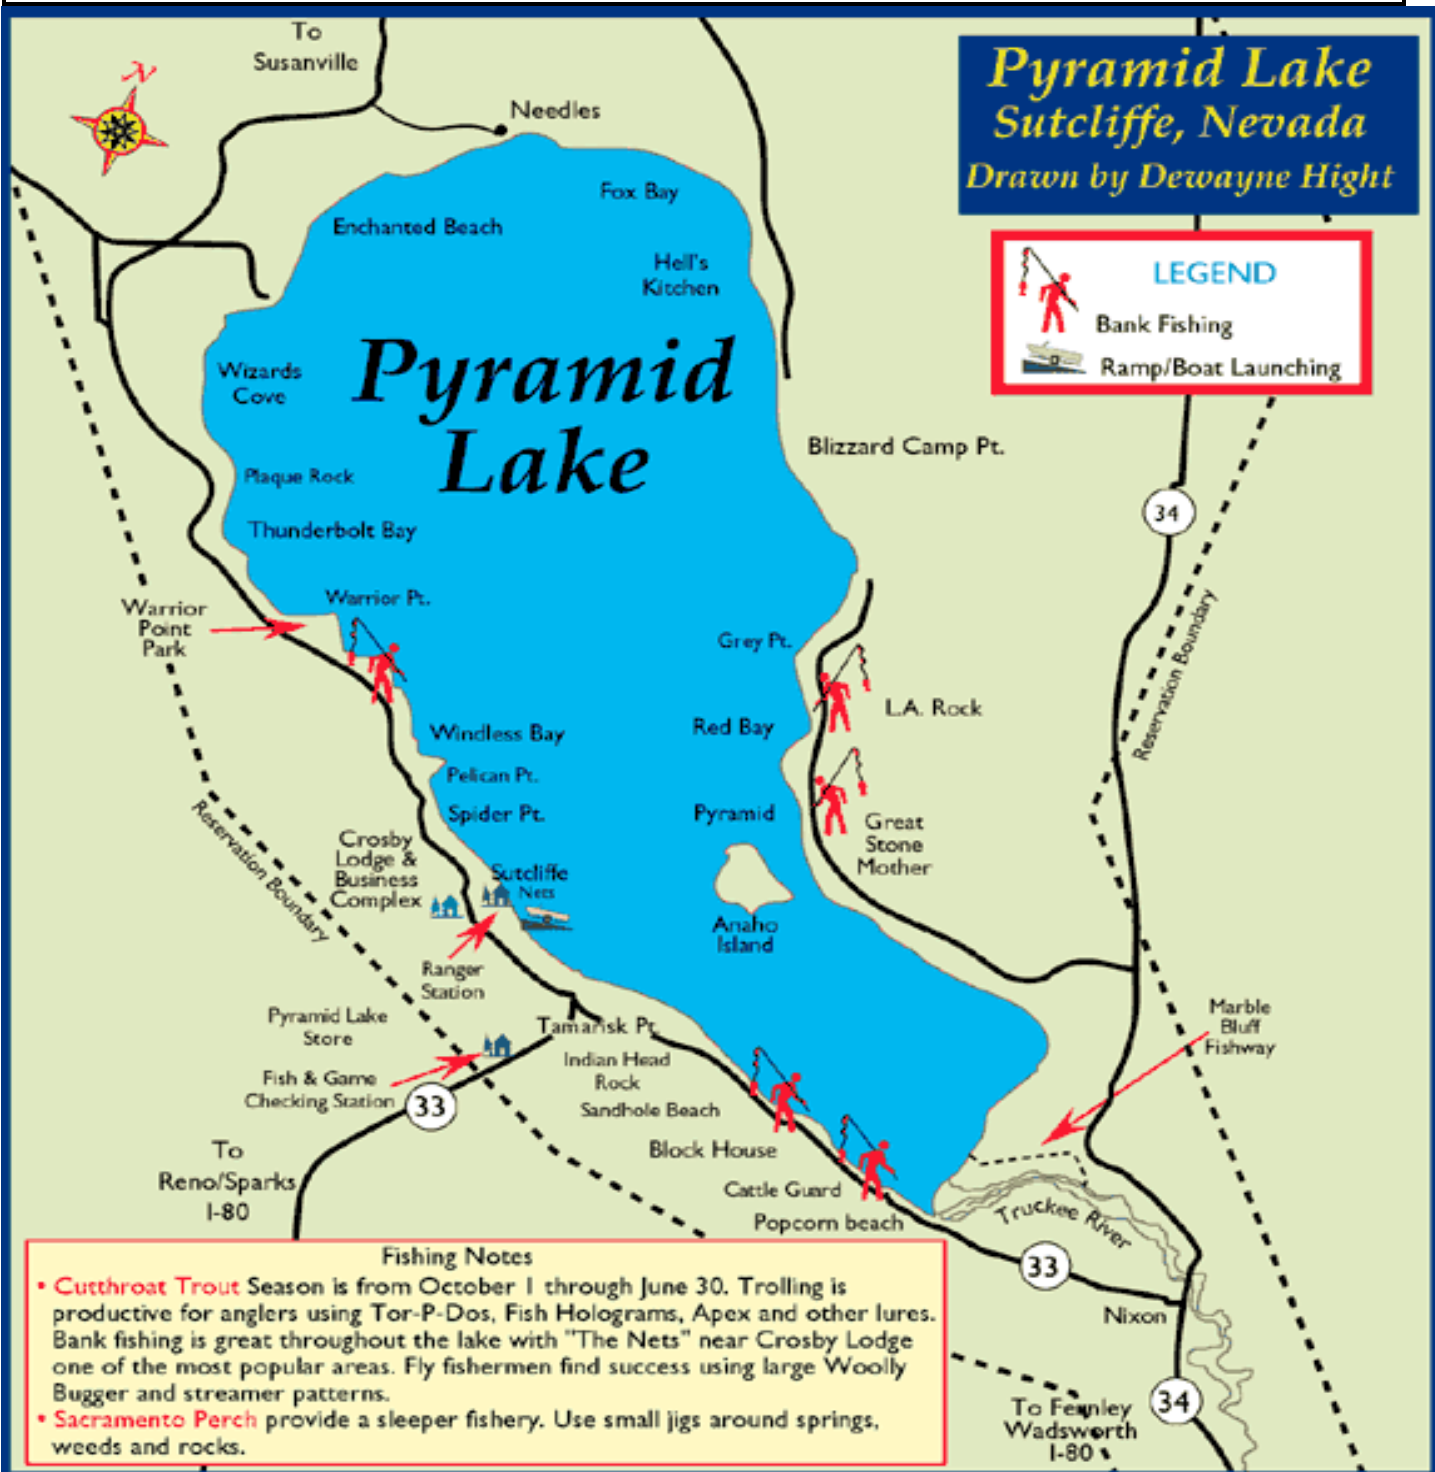 To
Susanville
N
Needles
Pyramid Lake
Sutcliffe, Nevada
Drawn by Dewayne Hight
Fox Bay
Enchanted Beach
Hell's
Kitchen
LEGEND
Bank Fishing
Ramp/Boat Launching
Pyramid
Lake
Wizards
Cove
Blizzard Camp Pt.
Plaque Rock
34
Thunderbolt Bay
Warrior Pt.
Warrior
Point
Park
Grey Pt.
Reservation Boundary
L.A. Rock
Red Bay
Windless Bay
Pelican Pt.
Spider Pt.
Pyramid
Great
Stone
Mother
Reservation Boundary
Crosby
Lodge &
Business
Complex
Sutcliffe
Nets
Anaho
Island
Ranger
Station
Pyramid Lake
Store
Tamarisk Pt.
Marble
Bluff
Fishway
Indian Head
Rock
Fish & Game
Checking Station
33
Sandhole Beach
Block House
To
Reno/Sparks
I-80
Cattle Guard
Popcorn beach
Truckee River
33
Nixon
Fishing Notes
• Cutthroat Trout Season is from October 1 through June 30. Trolling is
productive for anglers using Tor-P-Dos, Fish Holograms, Apex and other lures.
Bank fishing is great throughout the lake with "The Nets" near Crosby Lodge
one of the most popular areas. Fly fishermen find success using large Woolly
Bugger and streamer patterns.
• Sacramento Perch provide a sleeper fishery. Use small jigs around springs,
weeds and rocks.
34
To Fernley
Wadsworth
I-80